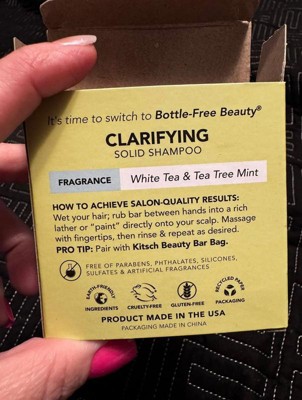 It's time to switch to Bottle-Free Beauty®
CLARIFYING
SOLID SHAMPOO
FRAGRANCE White Tea & Tea Tree Mint
HOW TO ACHIEVE SALON-QUALITY RESULTS:
Wet your hair; rub bar between hands into a rich
lather or "paint" directly onto your scalp. Massage
with fingertips, then rinse & repeat as desired.
PRO TIP: Pair with Kitsch Beauty Bar Bag.
FREE OF PARABENS, PHTHALATES, SILICONES,
SULFATES & ARTIFICIAL FRAGRANCES
EARTH-FRIENDLY
INGREDIENTS
CRUELTY-FREE
GLUTEN-FREE
RECYCLED PAPER
PACKAGING
PRODUCT MADE IN THE USA
PACKAGING MADE IN CHINA